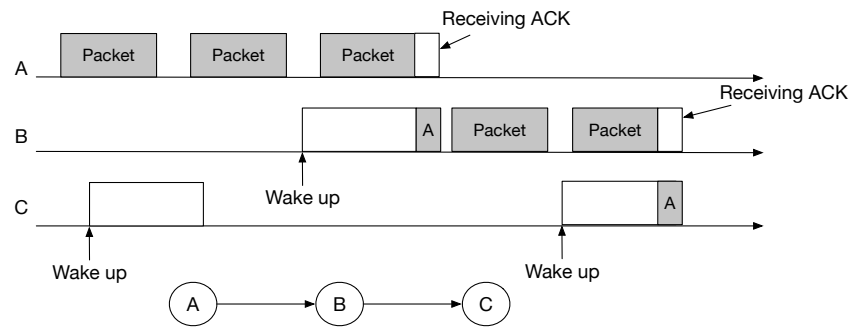 Receiving ACK
A Packet Packet Packet
Receiving ACK
B A Packet Packet
Wake up
C A
Wake up Wake up
A B C